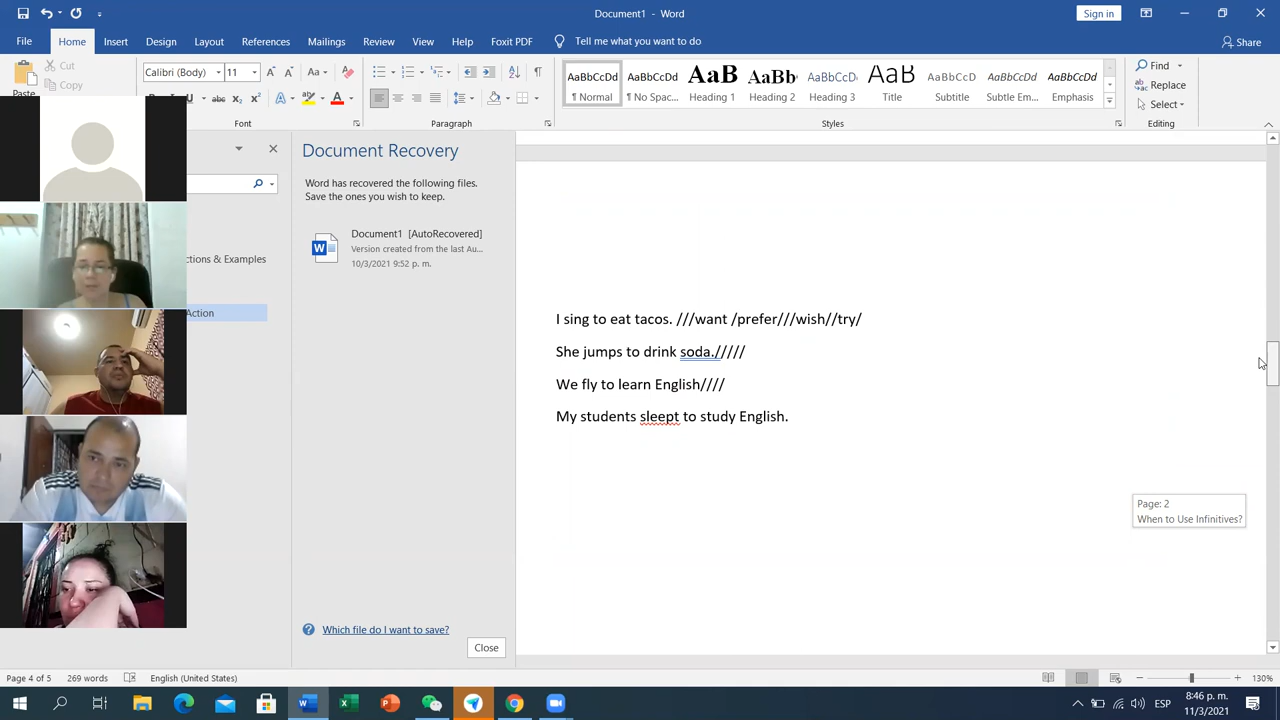 Document1 - Word
Sign in
File Home Insert Design Layout References Mailings Review View Help Foxit PDF Tell me what you want to do
Share
Cut
Copy
Paste
Calibri (Body) 11
Aa
abc x₂ x²
AaBbCcDd AaBbCcDd AaB AaBb( AaBbCcD AaB AaBbCcD AaBbCcDd AaBbCcDd
¶ Normal ¶ No Spac... Heading 1 Heading 2 Heading 3 Title Subtitle Subtle Em... Emphasis
Find
Replace
Select
Font Paragraph Styles Editing
ctions & Examples
Action
Document Recovery
Word has recovered the following files.
Save the ones you wish to keep.
Document1 [AutoRecovered]
Version created from the last Au...
10/3/2021 9:52 p. m.
Which file do I want to save?
Close
I sing to eat tacos. ///want /prefer///wish//try/
She jumps to drink soda./////
We fly to learn English////
My students sleept to study English.
Page: 2
When to Use Infinitives?
Page 4 of 5 269 words English (United States)
130%
ESP
8:46 p. m.
11/3/2021